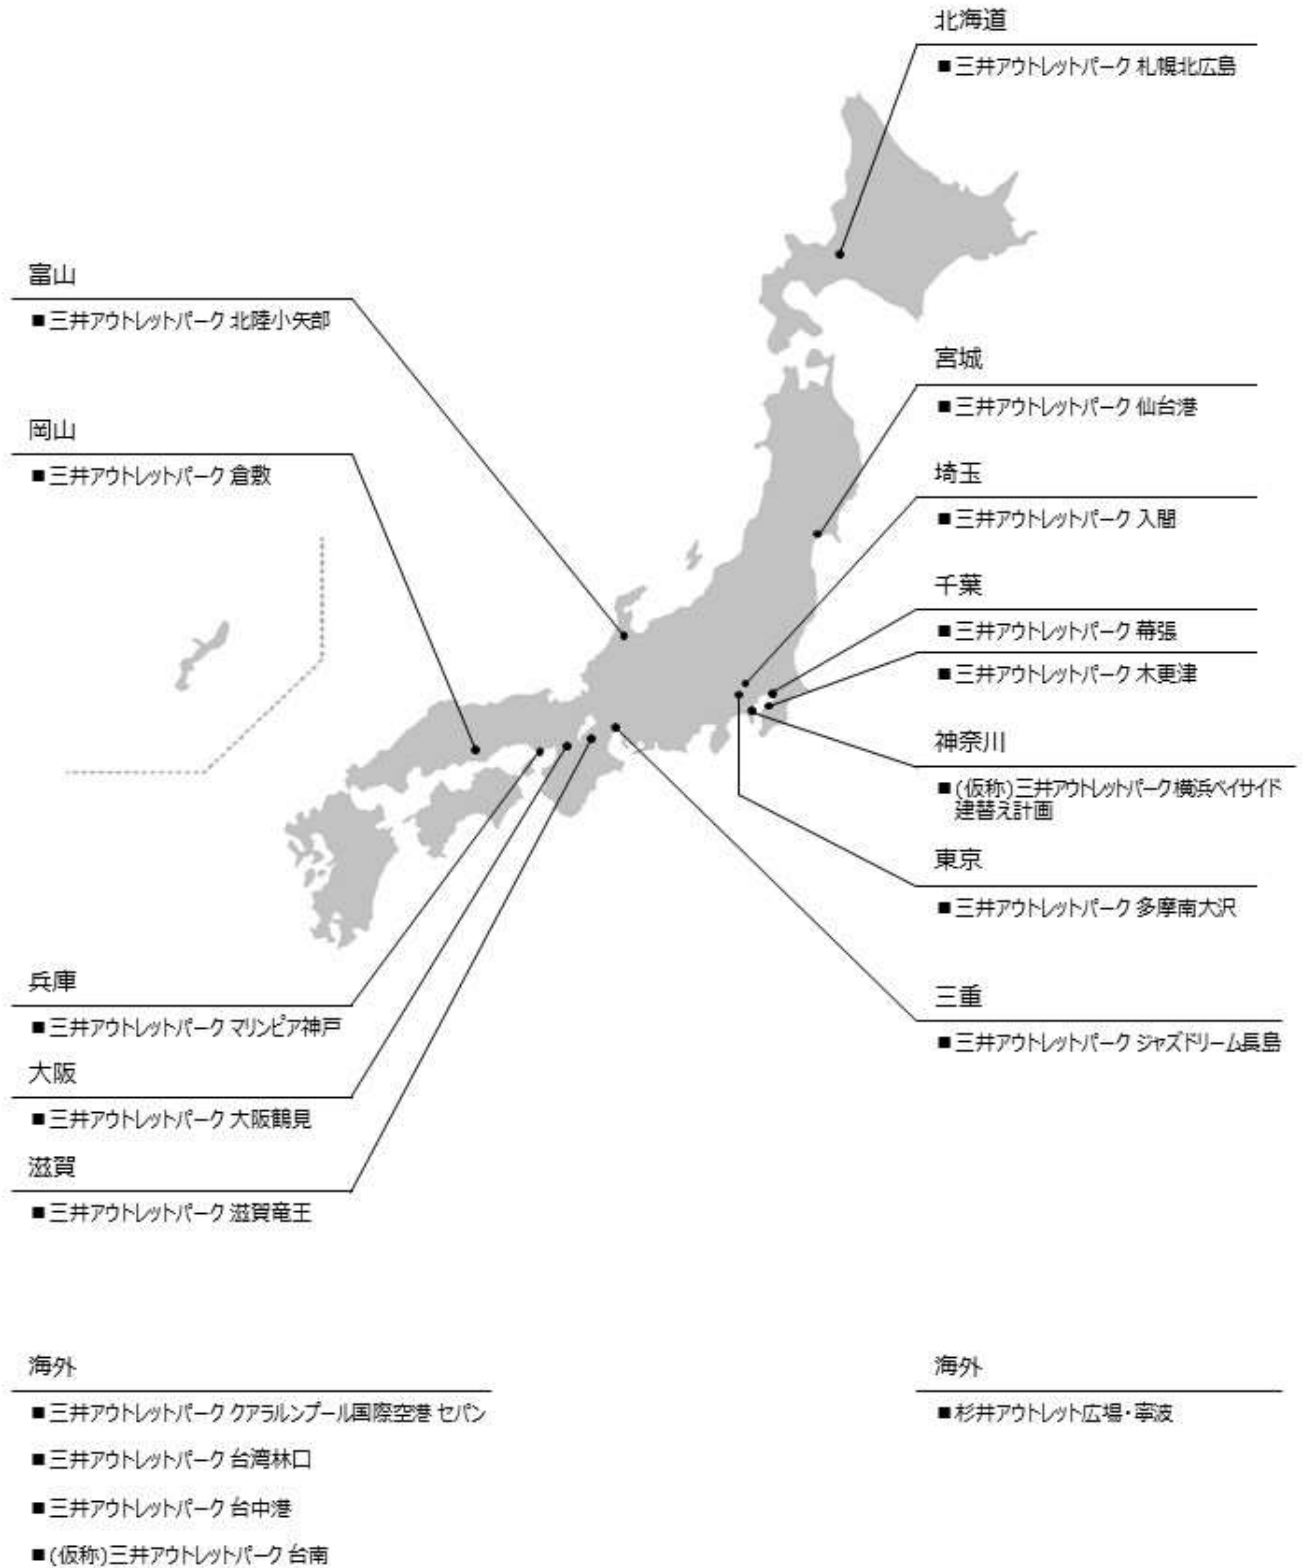 北海道
■三井アウトレットパーク 札幌北広島
富山
■三井アウトレットパーク 北陸小矢部
宮城
■三井アウトレットパーク 仙台港
岡山
■三井アウトレットパーク 倉敷
埼玉
■三井アウトレットパーク 入間
千葉
■三井アウトレットパーク 幕張
■三井アウトレットパーク 木更津
神奈川
■(仮称)三井アウトレットパーク横浜ベイサイド
建替え計画
東京
■三井アウトレットパーク 多摩南大沢
三重
■三井アウトレットパーク ジャズドリーム長島
兵庫
■三井アウトレットパーク マリンピア神戸
大阪
■三井アウトレットパーク 大阪鶴見
滋賀
■三井アウトレットパーク 滋賀竜王
海外
■三井アウトレットパーク クアラルンプール国際空港 セパン
■三井アウトレットパーク 台湾林口
■三井アウトレットパーク 台中港
■(仮称)三井アウトレットパーク 台南
海外
■杉井アウトレット広場・寧波